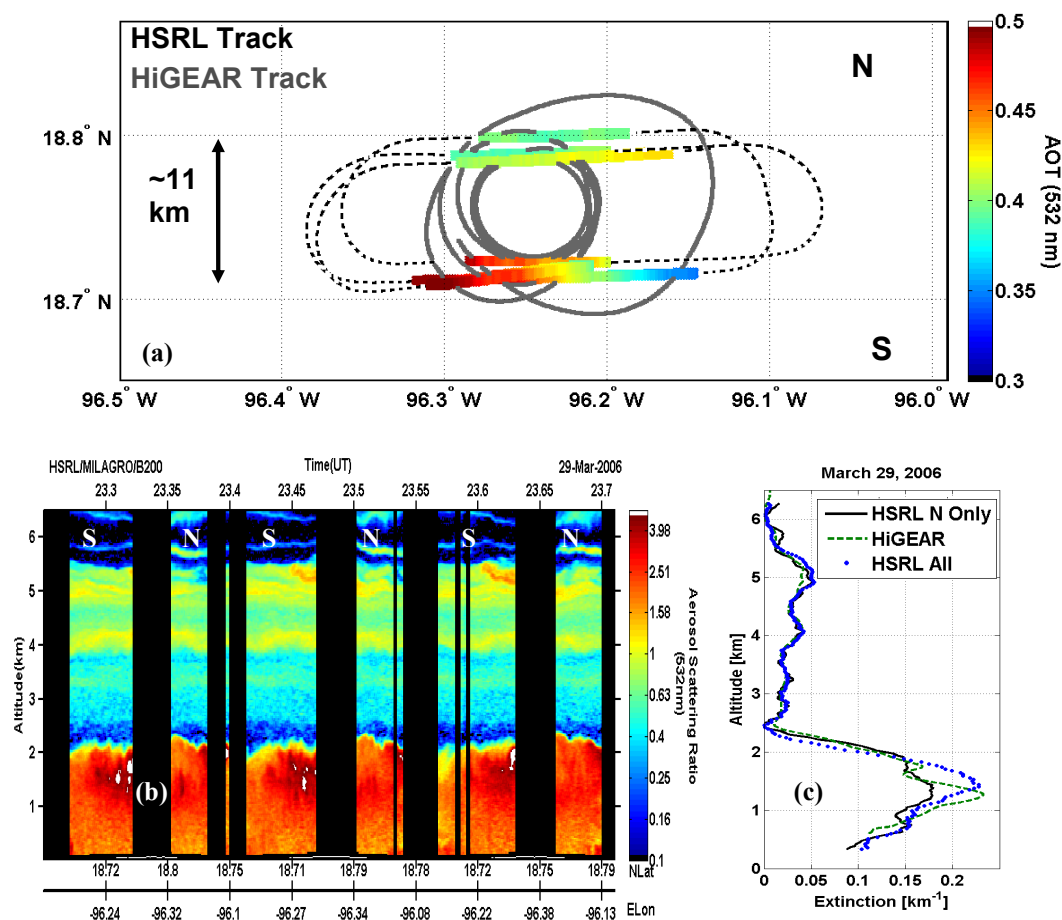 HSRL Track
HiGEAR Track
N
18.8° N
~11
km
18.7° N
(a)
S
96.5° W
96.4° W
96.3° W
96.2° W
96.1° W
96.0° W
0.5
0.45
0.4
0.35
0.3
AOT (532 nm)
HSRL/MILAGRO/B200
Time(UT)
29-Mar-2006
23.3
23.35
23.4
23.45
23.5
23.55
23.6
23.65
23.7
S
N
S
N
S
N
Altitude(km)
6
5
4
3
2
1
(b)
3.98
2.51
1.58
1
0.63
0.4
0.25
0.16
0.1
Aerosol Scattering Ratio
(532nm)
18.72
18.8
18.75
18.71
18.79
18.78
18.72
18.75
18.79
NLat
-96.24
-96.32
-96.1
-96.27
-96.34
-96.08
-96.22
-96.38
-96.13
ELon
March 29, 2006
HSRL N Only
HiGEAR
HSRL All
Altitude [km]
6
5
4
3
2
1
0
(c)
0
0.05
0.1
0.15
0.2
Extinction [km-1]